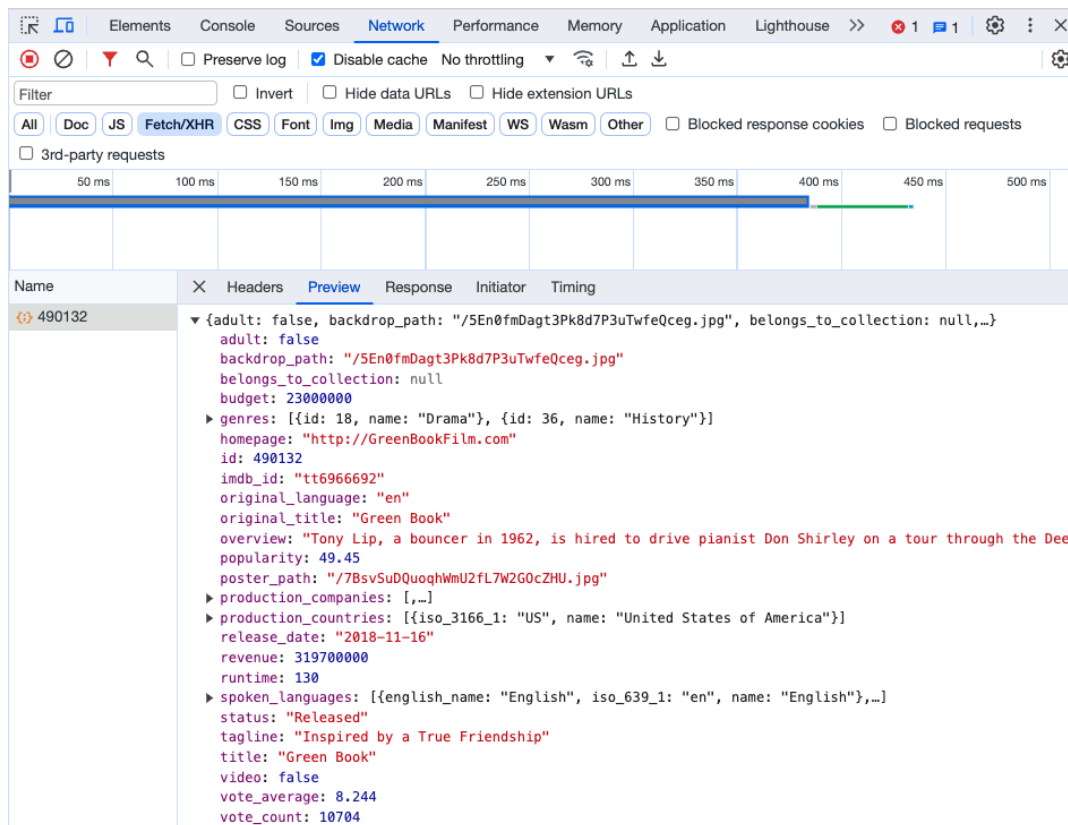 Elements Console Sources Network Performance Memory Application Lighthouse 1 1
Preserve log Disable cache No throttling
Filter Invert Hide data URLs Hide extension URLs
All Doc JS Fetch/XHR CSS Font Img Media Manifest WS Wasm Other Blocked response cookies Blocked requests
3rd-party requests
50 ms 100 ms 150 ms 200 ms 250 ms 300 ms 350 ms 400 ms 450 ms 500 ms
Name Headers Preview Response Initiator Timing
490132
{adult: false, backdrop_path: "/5En0fmDagt3Pk8d7P3uTwfeQceg.jpg", belongs_to_collection: null,…}
adult: false
backdrop_path: "/5En0fmDagt3Pk8d7P3uTwfeQceg.jpg"
belongs_to_collection: null
budget: 23000000
genres: [{id: 18, name: "Drama"}, {id: 36, name: "History"}]
homepage: "http://GreenBookFilm.com"
id: 490132
imdb_id: "tt6966692"
original_language: "en"
original_title: "Green Book"
overview: "Tony Lip, a bouncer in 1962, is hired to drive pianist Don Shirley on a tour through the Dee
popularity: 49.45
poster_path: "/7BsvSuDQuoqhWmU2fL7W2GOcZHU.jpg"
production_companies: [,…]
production_countries: [{iso_3166_1: "US", name: "United States of America"}]
release_date: "2018-11-16"
revenue: 319700000
runtime: 130
spoken_languages: [{english_name: "English", iso_639_1: "en", name: "English"},…]
status: "Released"
tagline: "Inspired by a True Friendship"
title: "Green Book"
video: false
vote_average: 8.244
vote_count: 10704